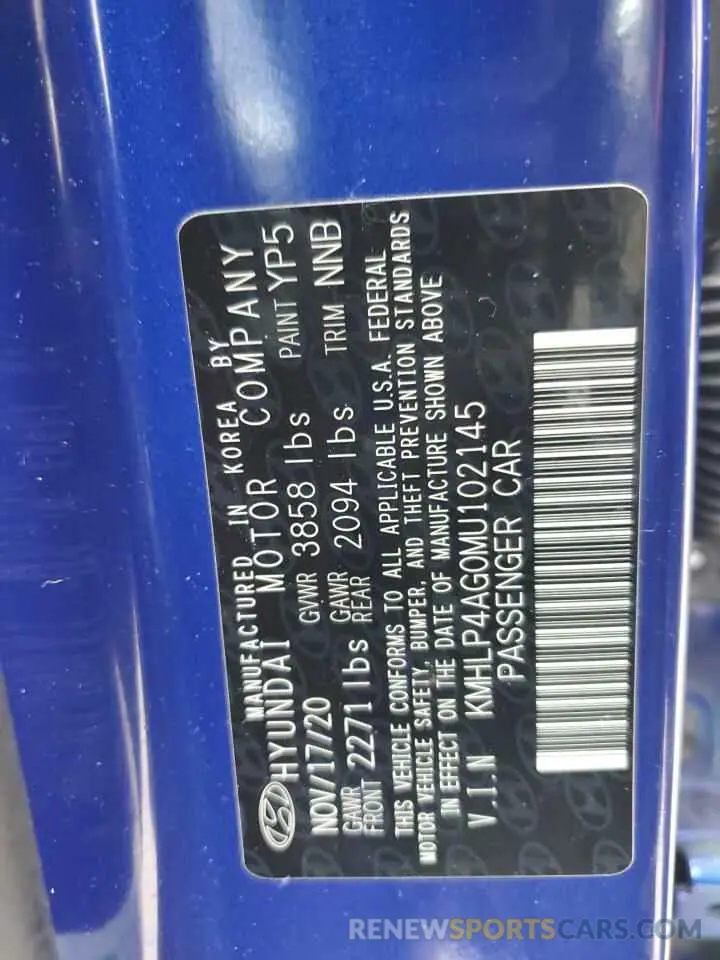 MANUFACTURED IN KOREA BY
HYUNDAI MOTOR COMPANY
NOV/17/20 GVWR 3858 lbs PAINT YP5
GAWR FRONT 2271 lbs GAWR REAR 2094 lbs TRIM NNB
THIS VEHICLE CONFORMS TO ALL APPLICABLE U.S.A. FEDERAL
MOTOR VEHICLE SAFETY, BUMPER, AND THEFT PREVENTION STANDARDS
IN EFFECT ON THE DATE OF MANUFACTURE SHOWN ABOVE
V.I.N KMHLP4AG0MU102145
PASSENGER CAR
RENEWSPORTSCARS.COM